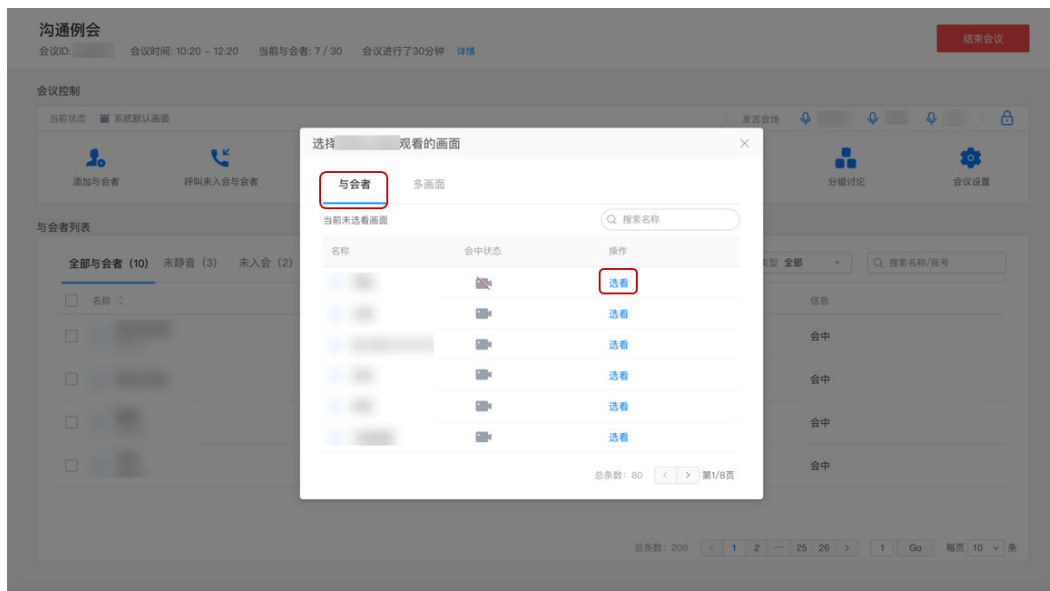 沟通例会
会议ID: 会议时间: 10:20 - 12:20 当前与会者: 7 / 30 会议进行了30分钟 详情
结束会议
会议控制
当前状态 系统默认画面 发言会场
添加与会者 呼叫未入会与会者 分组讨论 会议设置
选择 观看的画面
与会者 多画面
当前未选看画面 搜索名称
名称 会中状态 操作
选看
选看
选看
选看
选看
选看
总条数: 80 < > 第1/8页
与会者列表
全部与会者 (10) 未静音 (3) 未入会 (2) 类型 全部 搜索名称/账号
名称 信息
会中
会中
会中
会中
总条数: 208 < 1 2 ··· 25 26 > 1 Go 每页 10 条